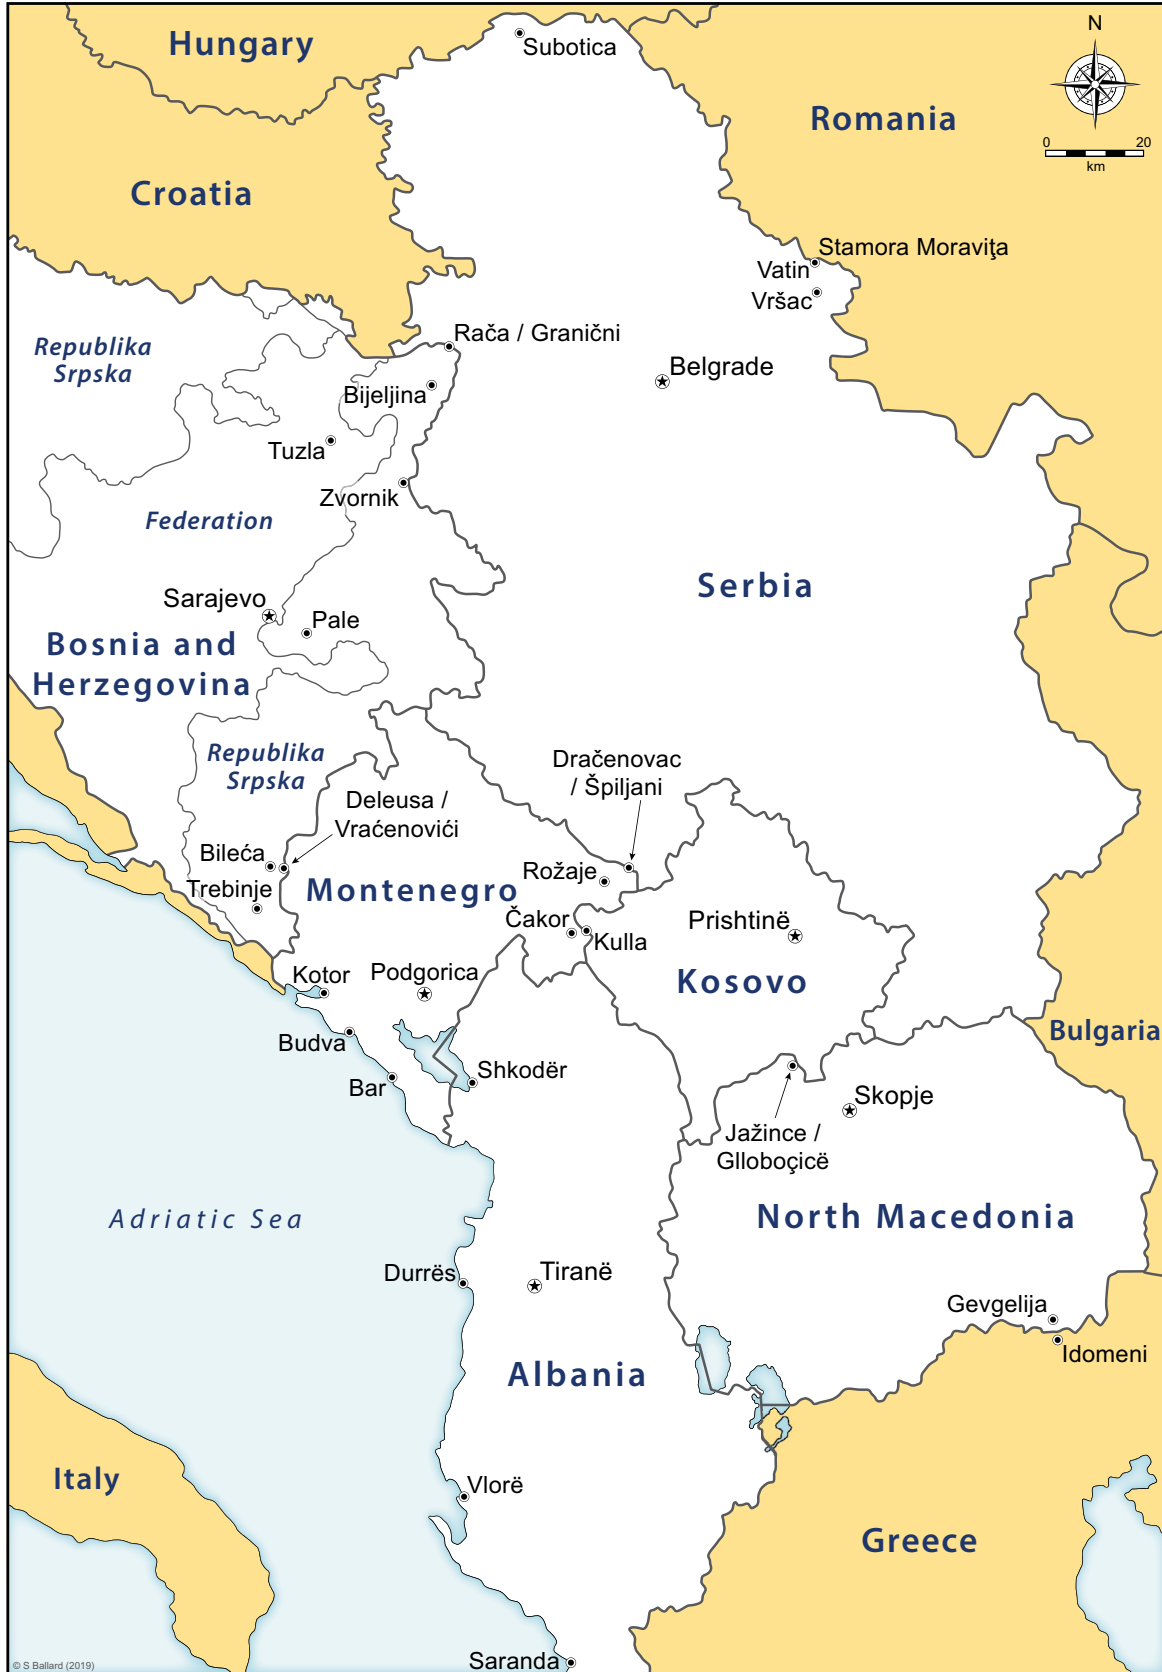 Hungary
Subotica
N
Romania
0 20
km
Croatia
Stamora Moraviţa
Vatin
Vršac
Rača / Granični
Republika
Srpska
Belgrade
Bijeljina
Tuzla
Zvornik
Federation
Serbia
Sarajevo
Pale
Bosnia and
Herzegovina
Republika
Srpska
Dračenovac
/ Špiljani
Deleusa /
Vraćenovići
Bileća
Trebinje
Montenegro
Rožaje
Čakor
Kulla
Prishtinë
Kosovo
Kotor
Podgorica
Budva
Bar
Shkodër
Bulgaria
Skopje
Jažince /
Glloboçicë
North Macedonia
Adriatic Sea
Durrës
Tiranë
Gevgelija
Idomeni
Albania
Italy
Vlorë
Greece
Saranda
© S Ballard (2019)